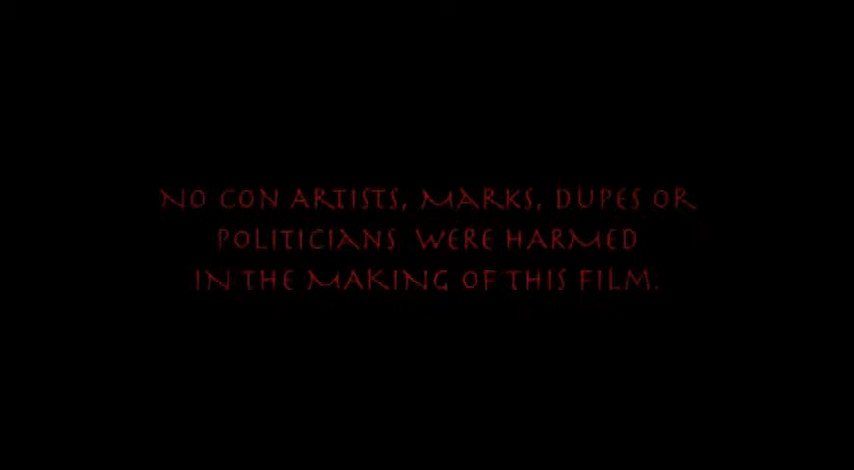 NO CON ARTISTS, MARKS, DUPES OR
POLITICIANS WERE HARMED
IN THE MAKING OF THIS FILM.